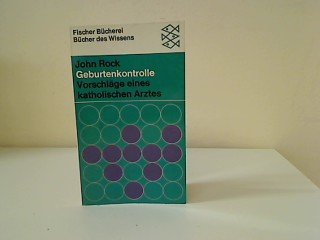 Fischer Bücherei
Bücher des Wissens
John Rock
Geburtenkontrolle
Vorschläge eines
katholischen Arztes